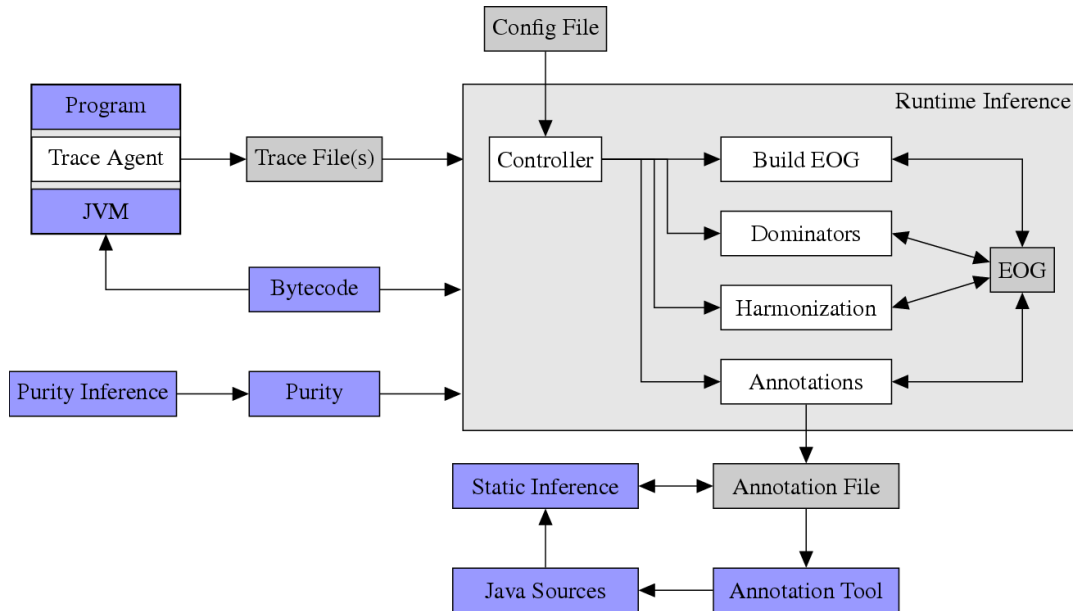 Config File
Runtime Inference
Program
Trace Agent
JVM
Trace File(s)
Controller
Build EOG
Dominators
EOG
Bytecode
Harmonization
Purity Inference
Purity
Annotations
Static Inference
Annotation File
Java Sources
Annotation Tool